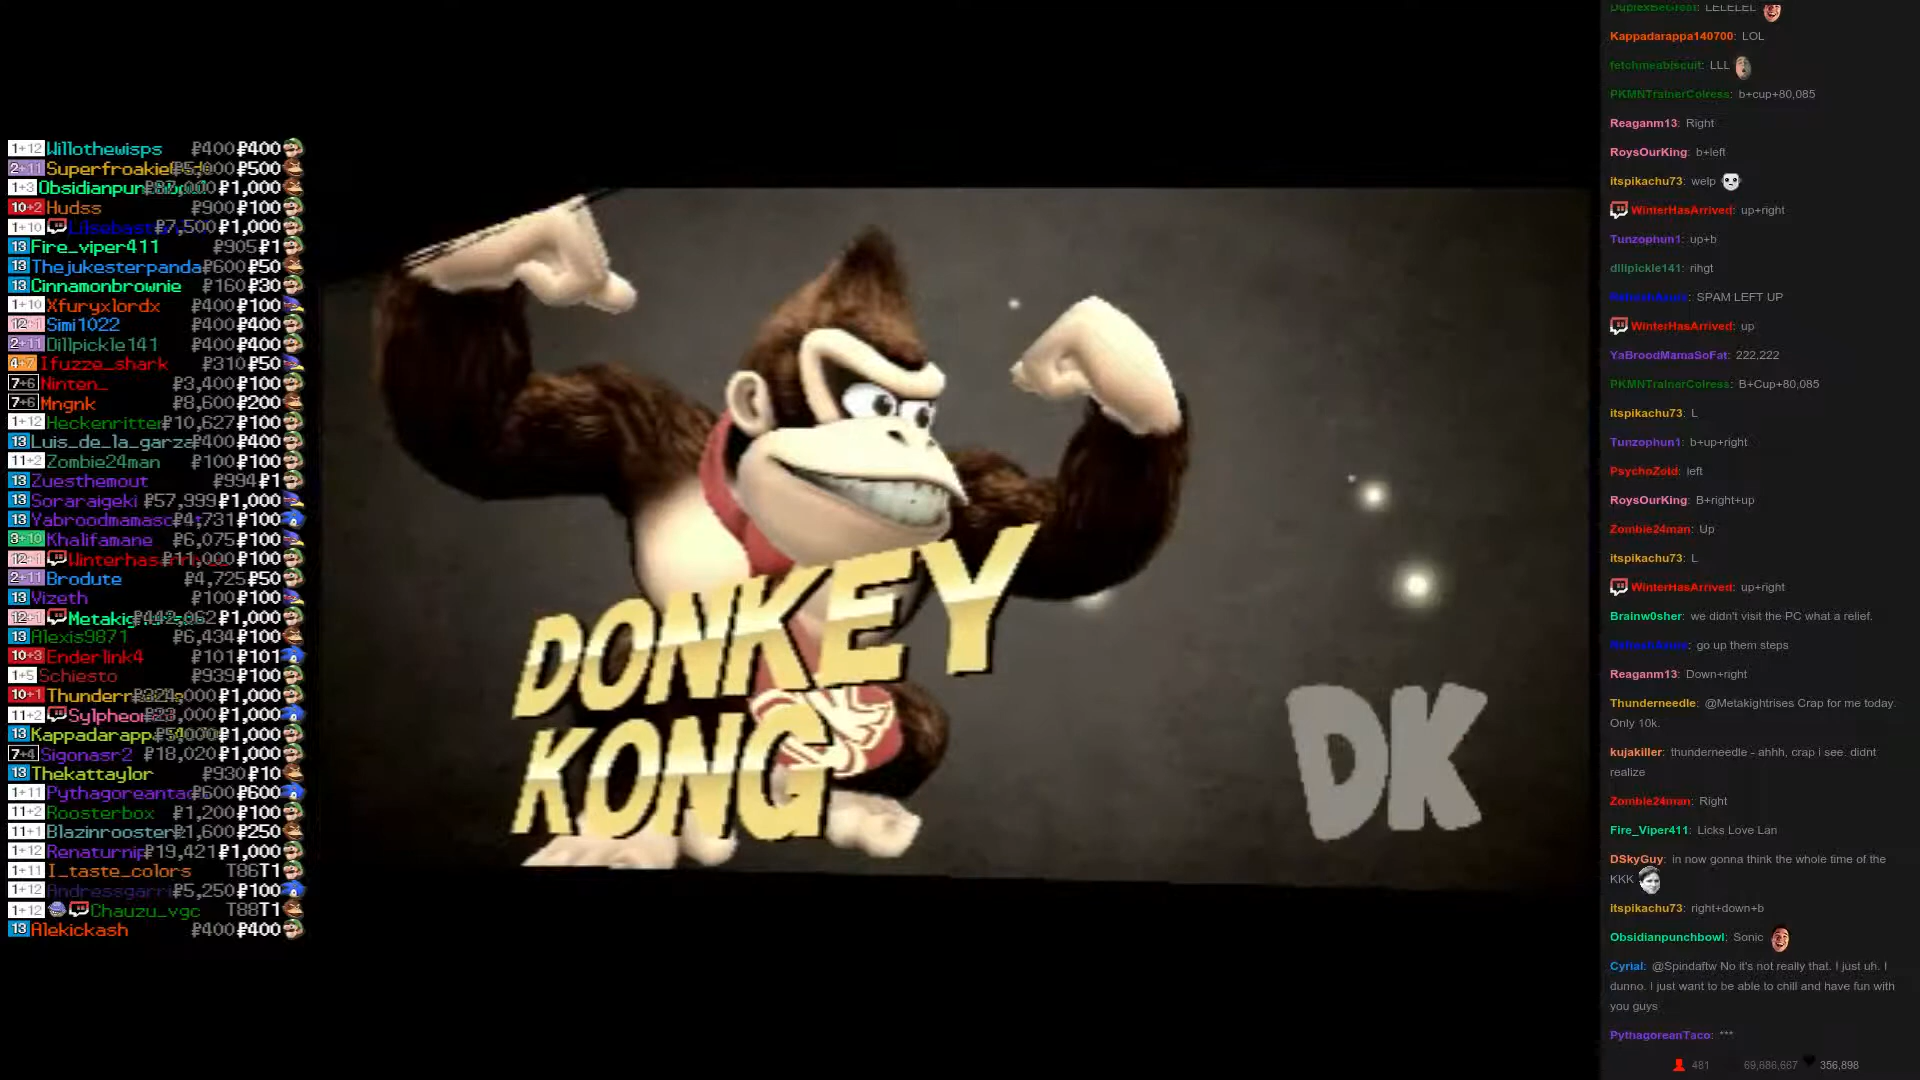 1+12 Willothewisps ₽400 ₽400
2+11 ₽500
1+3 ₽1,000
10+2 Hudss ₽900 ₽100
1+10 ₽7,500 ₽1,000
13 Fire_viper411 ₽905 ₽1
13 Thejukesterpanda ₽600 ₽50
13 Cinnamonbrownie ₽160 ₽30
1+10 Xfuryxlordx ₽400 ₽100
12+1 Simi1022 ₽400 ₽400
2+11 Dillpickle141 ₽400 ₽400
4+7 Ifuzze_shark ₽310 ₽50
7+6 Ninten_ ₽3,400 ₽100
7+6 Mngnk ₽8,600 ₽200
1+12 Heckenritter ₽10,627 ₽100
13 Luis_de_la_garza ₽400 ₽400
11+2 Zombie24man ₽100 ₽100
13 Zuesthemout ₽994 ₽1
13 Soraraigeki ₽57,999 ₽1,000
13 ₽4,731 ₽100
3+10 Khalifamane ₽6,075 ₽100
12+1 ₽11,000 ₽100
2+11 Brodute ₽4,725 ₽50
13 Vizeth ₽100 ₽100
12+1 ₽1,000
13 Alexis9871 ₽6,434 ₽100
10+3 Enderlink4 ₽101 ₽101
1+5 Schiesto ₽939 ₽100
10+1 ₽1,000
11+2 ₽1,000
13 ₽1,000
7+4 Sigonasr2 ₽18,020 ₽1,000
13 Thekattaylor ₽930 ₽10
1+11 ₽600 ₽600
11+2 Roosterbox ₽1,200 ₽100
11+1 Blazinrooster ₽1,600 ₽250
1+12 Renaturnip ₽19,421 ₽1,000
1+11 I_taste_colors T86 T1
1+12 ₽5,250 ₽100
1+12 Chauzu_vgc T88 T1
13 Alekickash ₽400 ₽400
DONKEY
KONG
DK
DuplexBeGreat: LELELEL
Kappadarappa140700: LOL
fetchmeabiscuit: LLL
PKMNTrainerColress: b+cup+80,085
Reaganm13: Right
RoysOurKing: b+left
itspikachu73: welp
WinterHasArrived: up+right
Tunzophun1: up+b
dillpickle141: rihgt
SPAM LEFT UP
WinterHasArrived: up
YaBroodMamaSoFat: 222,222
PKMNTrainerColress: B+Cup+80,085
itspikachu73: L
Tunzophun1: b+up+right
PsychoZold: left
RoysOurKing: B+right+up
Zombie24man: Up
itspikachu73: L
WinterHasArrived: up+right
Brainw0sher: we didn't visit the PC what a relief.
go up them steps
Reaganm13: Down+right
Thunderneedle: @Metakightrises Crap for me today.
Only 10k.
kujakiller: thunderneedle - ahhh, crap i see. didnt
realize
Zombie24man: Right
Fire_Viper411: Licks Love Lan
DSkyGuy: in now gonna think the whole time of the
KKK
itspikachu73: right+down+b
Obsidianpunchbowl: Sonic
Cyrial: @Spindaftw No it's not really that. I just uh. I
dunno. I just want to be able to chill and have fun with
you guys
PythagoreanTaco: ***
481 69,686,667 356,898